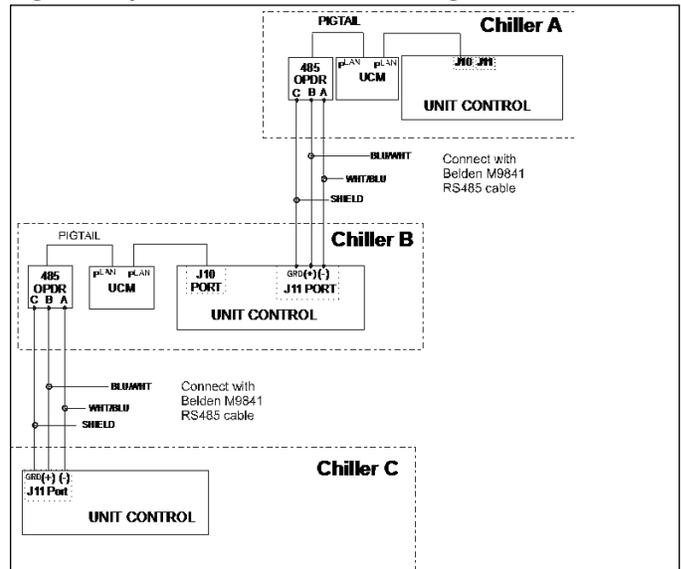 PIGTAIL
Chiller A
485
OPDR
C B A
pLAN pLAN
UCM
J10 J11
UNIT CONTROL
BLU/WHT
WHT/BLU
SHIELD
Connect with
Belden M9841
RS485 cable
PIGTAIL
Chiller B
485
OPDR
C B A
pLAN pLAN
UCM
J10
PORT
GRD(+)(-)
J11 PORT
UNIT CONTROL
BLU/WHT
WHT/BLU
SHIELD
Connect with
Belden M9841
RS485 cable
Chiller C
GRD(+) (-)
J11 Port
UNIT CONTROL